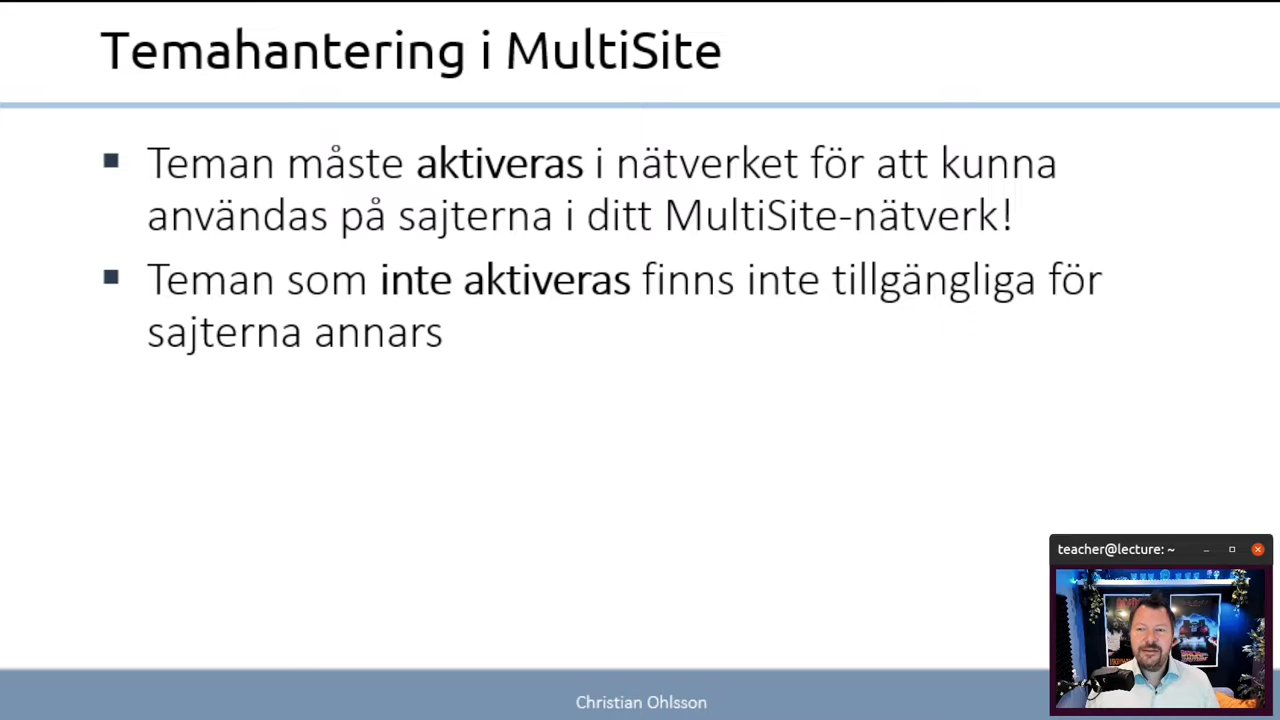 Temahantering i MultiSite
Teman måste aktiveras i nätverket för att kunna
användas på sajterna i ditt MultiSite-nätverk!
Teman som inte aktiveras finns inte tillgängliga för
sajterna annars
teacher@lecture: ~
Christian Ohlsson